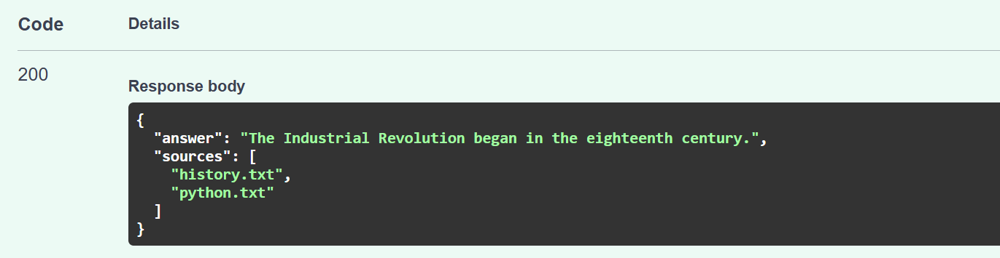 Code Details
200
Response body
{
  "answer": "The Industrial Revolution began in the eighteenth century.",
  "sources": [
    "history.txt",
    "python.txt"
  ]
}